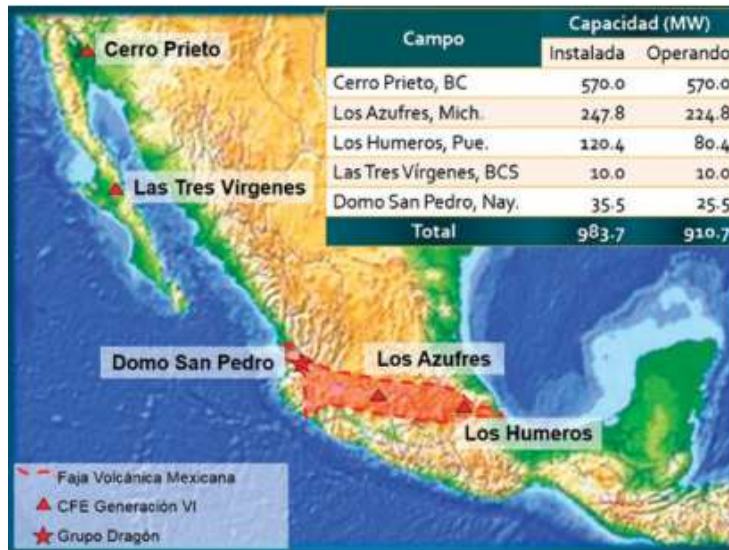 Campo Capacidad (MW)
Instalada Operando
Cerro Prieto, BC 570.0 570.0
Los Azufres, Mich. 247.8 224.8
Los Humeros, Pue. 120.4 80.4
Las Tres Vírgenes, BCS 10.0 10.0
Domo San Pedro, Nay. 35.5 25.5
Total 983.7 910.7
Cerro Prieto
Las Tres Virgenes
Domo San Pedro
Los Azufres
Los Humeros
Faja Volcánica Mexicana
CFE Generación VI
Grupo Dragón